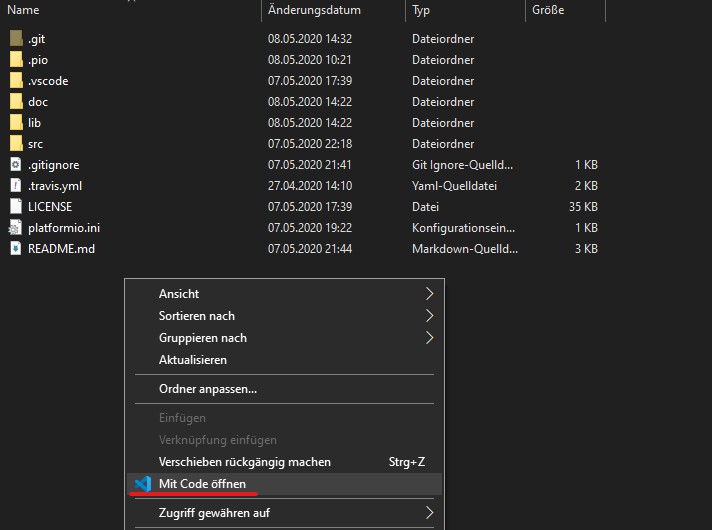 Name Änderungsdatum Typ Größe
.git 08.05.2020 14:32 Dateiordner
.pio 08.05.2020 10:21 Dateiordner
.vscode 07.05.2020 17:39 Dateiordner
doc 08.05.2020 14:22 Dateiordner
lib 08.05.2020 14:22 Dateiordner
src 07.05.2020 22:18 Dateiordner
.gitignore 07.05.2020 21:41 Git Ignore-Quelld... 1 KB
.travis.yml 27.04.2020 14:10 Yaml-Quelldatei 2 KB
LICENSE 07.05.2020 17:39 Datei 35 KB
platformio.ini 07.05.2020 19:22 Konfigurationsein... 1 KB
README.md 07.05.2020 21:44 Markdown-Quelld... 3 KB
Ansicht
Sortieren nach
Gruppieren nach
Aktualisieren
Ordner anpassen...
Einfügen
Verknüpfung einfügen
Verschieben rückgängig machen Strg+Z
Mit Code öffnen
Zugriff gewähren auf